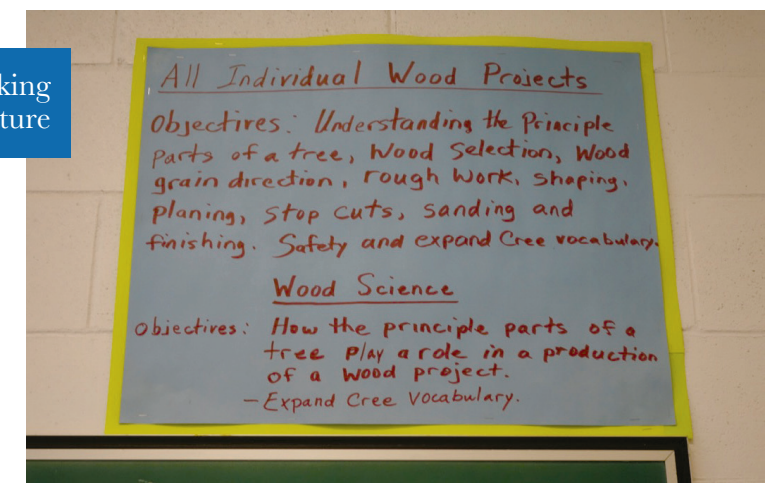 king
ture
All Individual Wood Projects
Objectives: Understanding the Principle
Parts of a tree, Wood Selection, Wood
grain direction, rough work, shaping,
planing, stop cuts, sanding and
finishing. Safety and expand Cree vocabulary.
Wood Science
Objectives: How the principle parts of a
tree play a role in a production
of a wood project.
- Expand Cree Vocabulary.